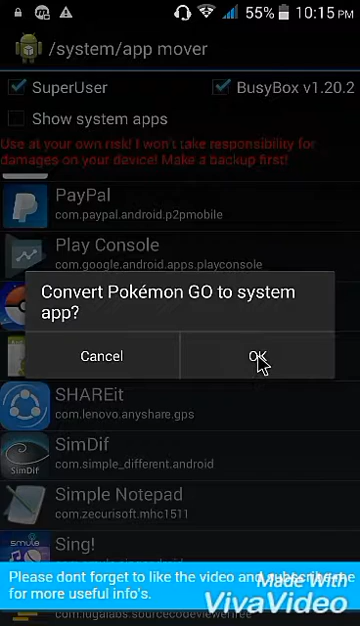 55% 10:15 PM
/system/app mover
SuperUser
BusyBox v1.20.2
Show system apps
Use at your own risk! I won't take responsibility for
damages on your device! Make a backup first!
PayPal
com.paypal.android.p2pmobile
Play Console
com.google.android.apps.playconsole
Convert Pokémon GO to system
app?
Cancel
OK
SHAREit
com.lenovo.anyshare.gps
SimDif
SimDif
com.simple_different.android
Simple Notepad
com.zecurisoft.mhc1511
smule
Sing!
Please dont forget to like the video and subscribe me
for more useful info's.
Made With
VivaVideo